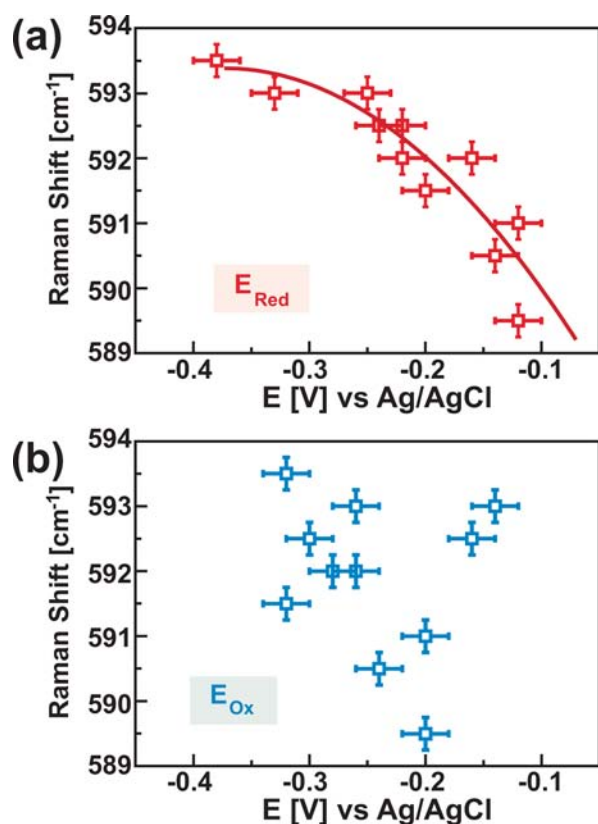 (a)
594
593
592
591
590
589
Raman Shift [cm⁻¹]
E_Red
-0.4 -0.3 -0.2 -0.1
E [V] vs Ag/AgCl
(b)
594
593
592
591
590
589
Raman Shift [cm⁻¹]
E_Ox
-0.4 -0.3 -0.2 -0.1
E [V] vs Ag/AgCl